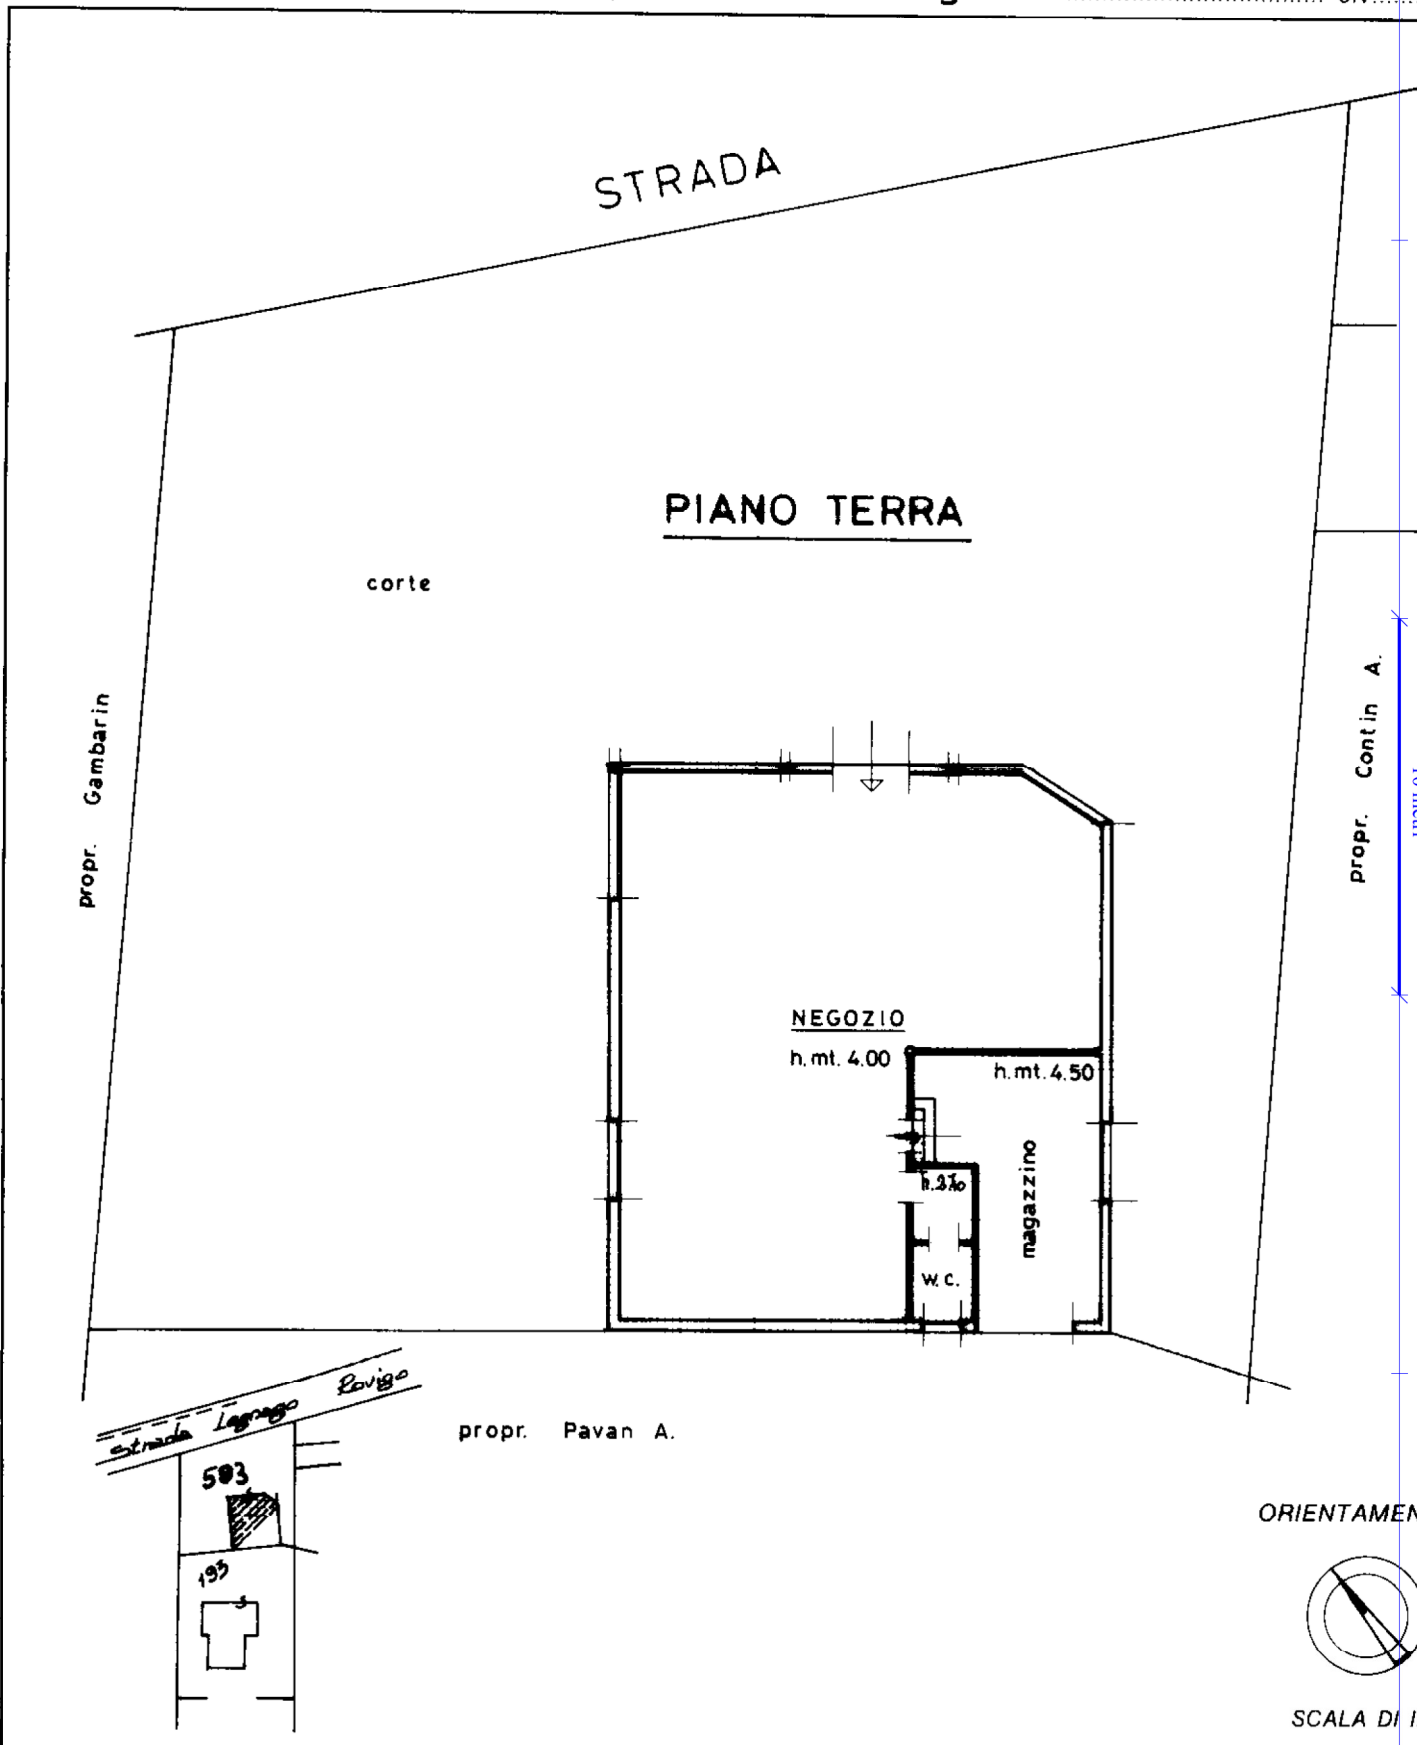 STRADA
PIANO TERRA
corte
propr. Gambarin
propr. Contin A.
NEGOZIO
h. mt. 4.00
h. mt. 4.50
magazzino
w.c.
Strada Legnago Rovigo
propr. Pavan A.
593
193
ORIENTAMEN
SCALA DI